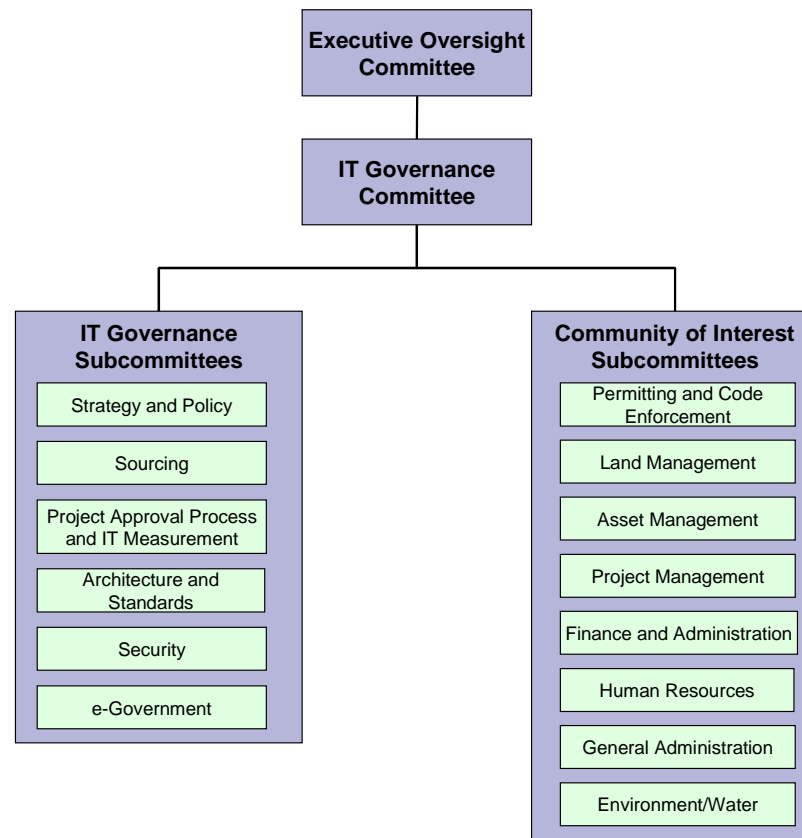 Executive Oversight
Committee
IT Governance
Committee
IT Governance
Subcommittees
Strategy and Policy
Sourcing
Project Approval Process
and IT Measurement
Architecture and
Standards
Security
e-Government
Community of Interest
Subcommittees
Permitting and Code
Enforcement
Land Management
Asset Management
Project Management
Finance and Administration
Human Resources
General Administration
Environment/Water